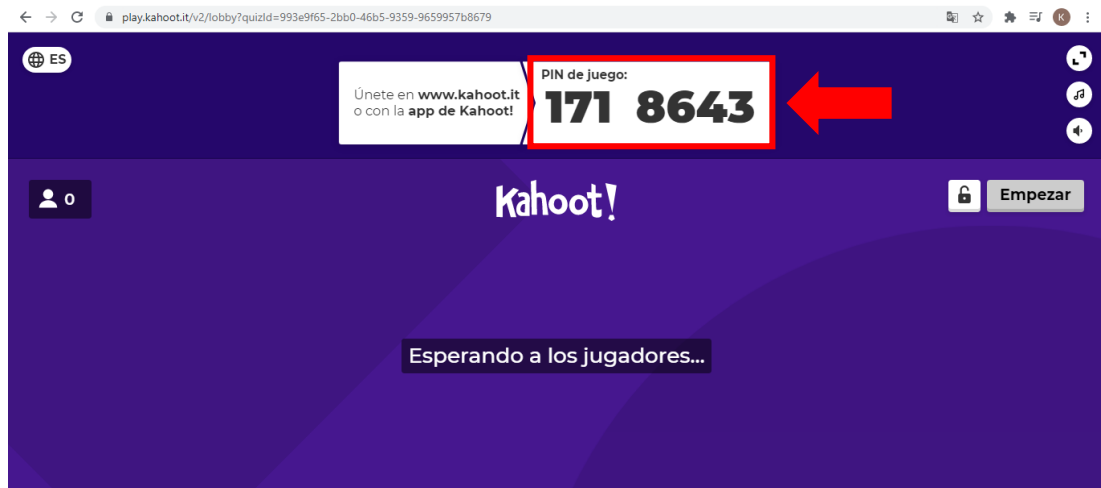 play.kahoot.it/v2/lobby?quizId=993e9f65-2bb0-46b5-9359-9659957b8679
K
ES
Únete en www.kahoot.it
o con la app de Kahoot!
PIN de juego:
171 8643
0
Kahoot!
Empezar
Esperando a los jugadores...